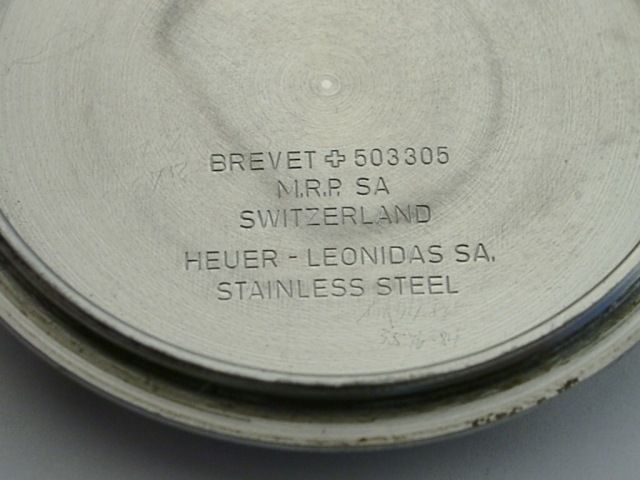 BREVET ✚ 503305
M.R.P. SA
SWITZERLAND
HEUER - LEONIDAS SA.
STAINLESS STEEL